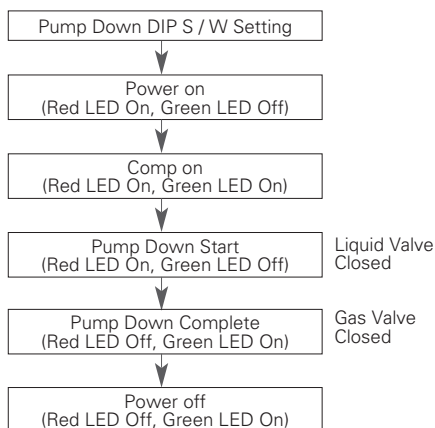 Pump Down DIP S / W Setting
Power on
(Red LED On, Green LED Off)
Comp on
(Red LED On, Green LED On)
Pump Down Start
(Red LED On, Green LED Off)
Liquid Valve
Closed
Pump Down Complete
(Red LED Off, Green LED On)
Gas Valve
Closed
Power off
(Red LED Off, Green LED On)